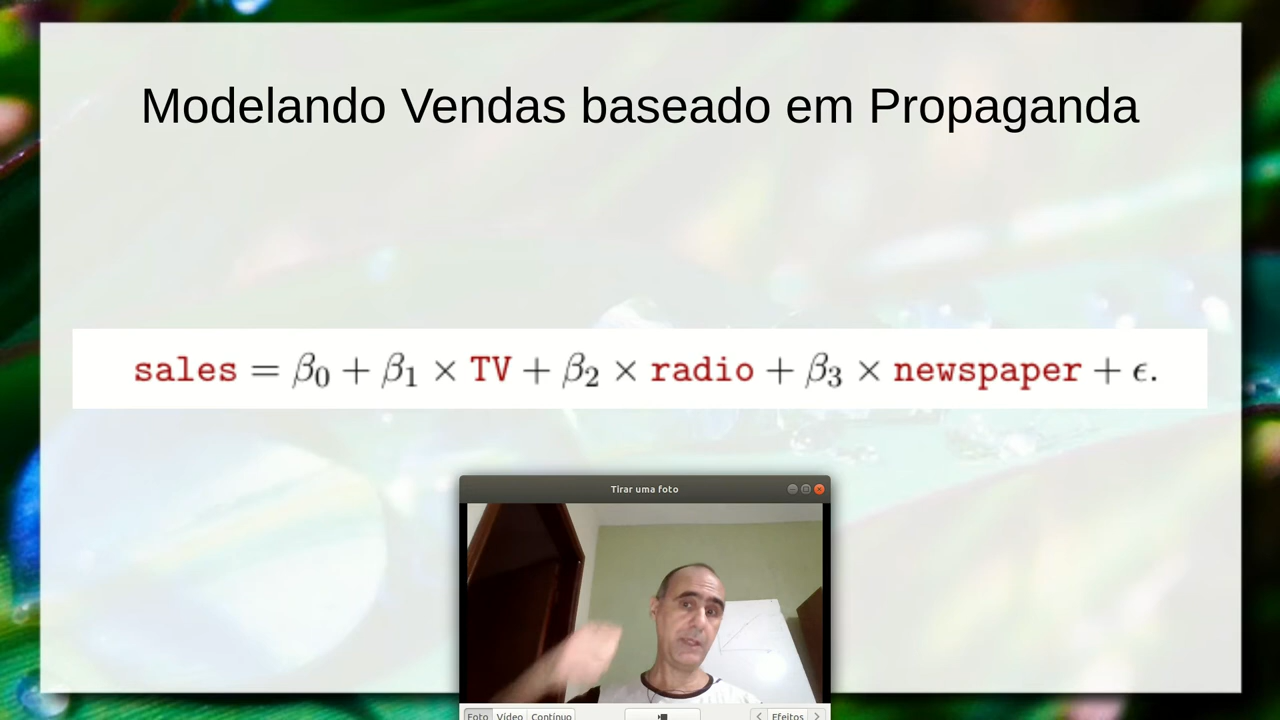 Modelando Vendas baseado em Propaganda
sales = β₀ + β₁ × TV + β₂ × radio + β₃ × newspaper + ϵ.
Tirar uma foto
Foto Vídeo Contínuo Efeitos